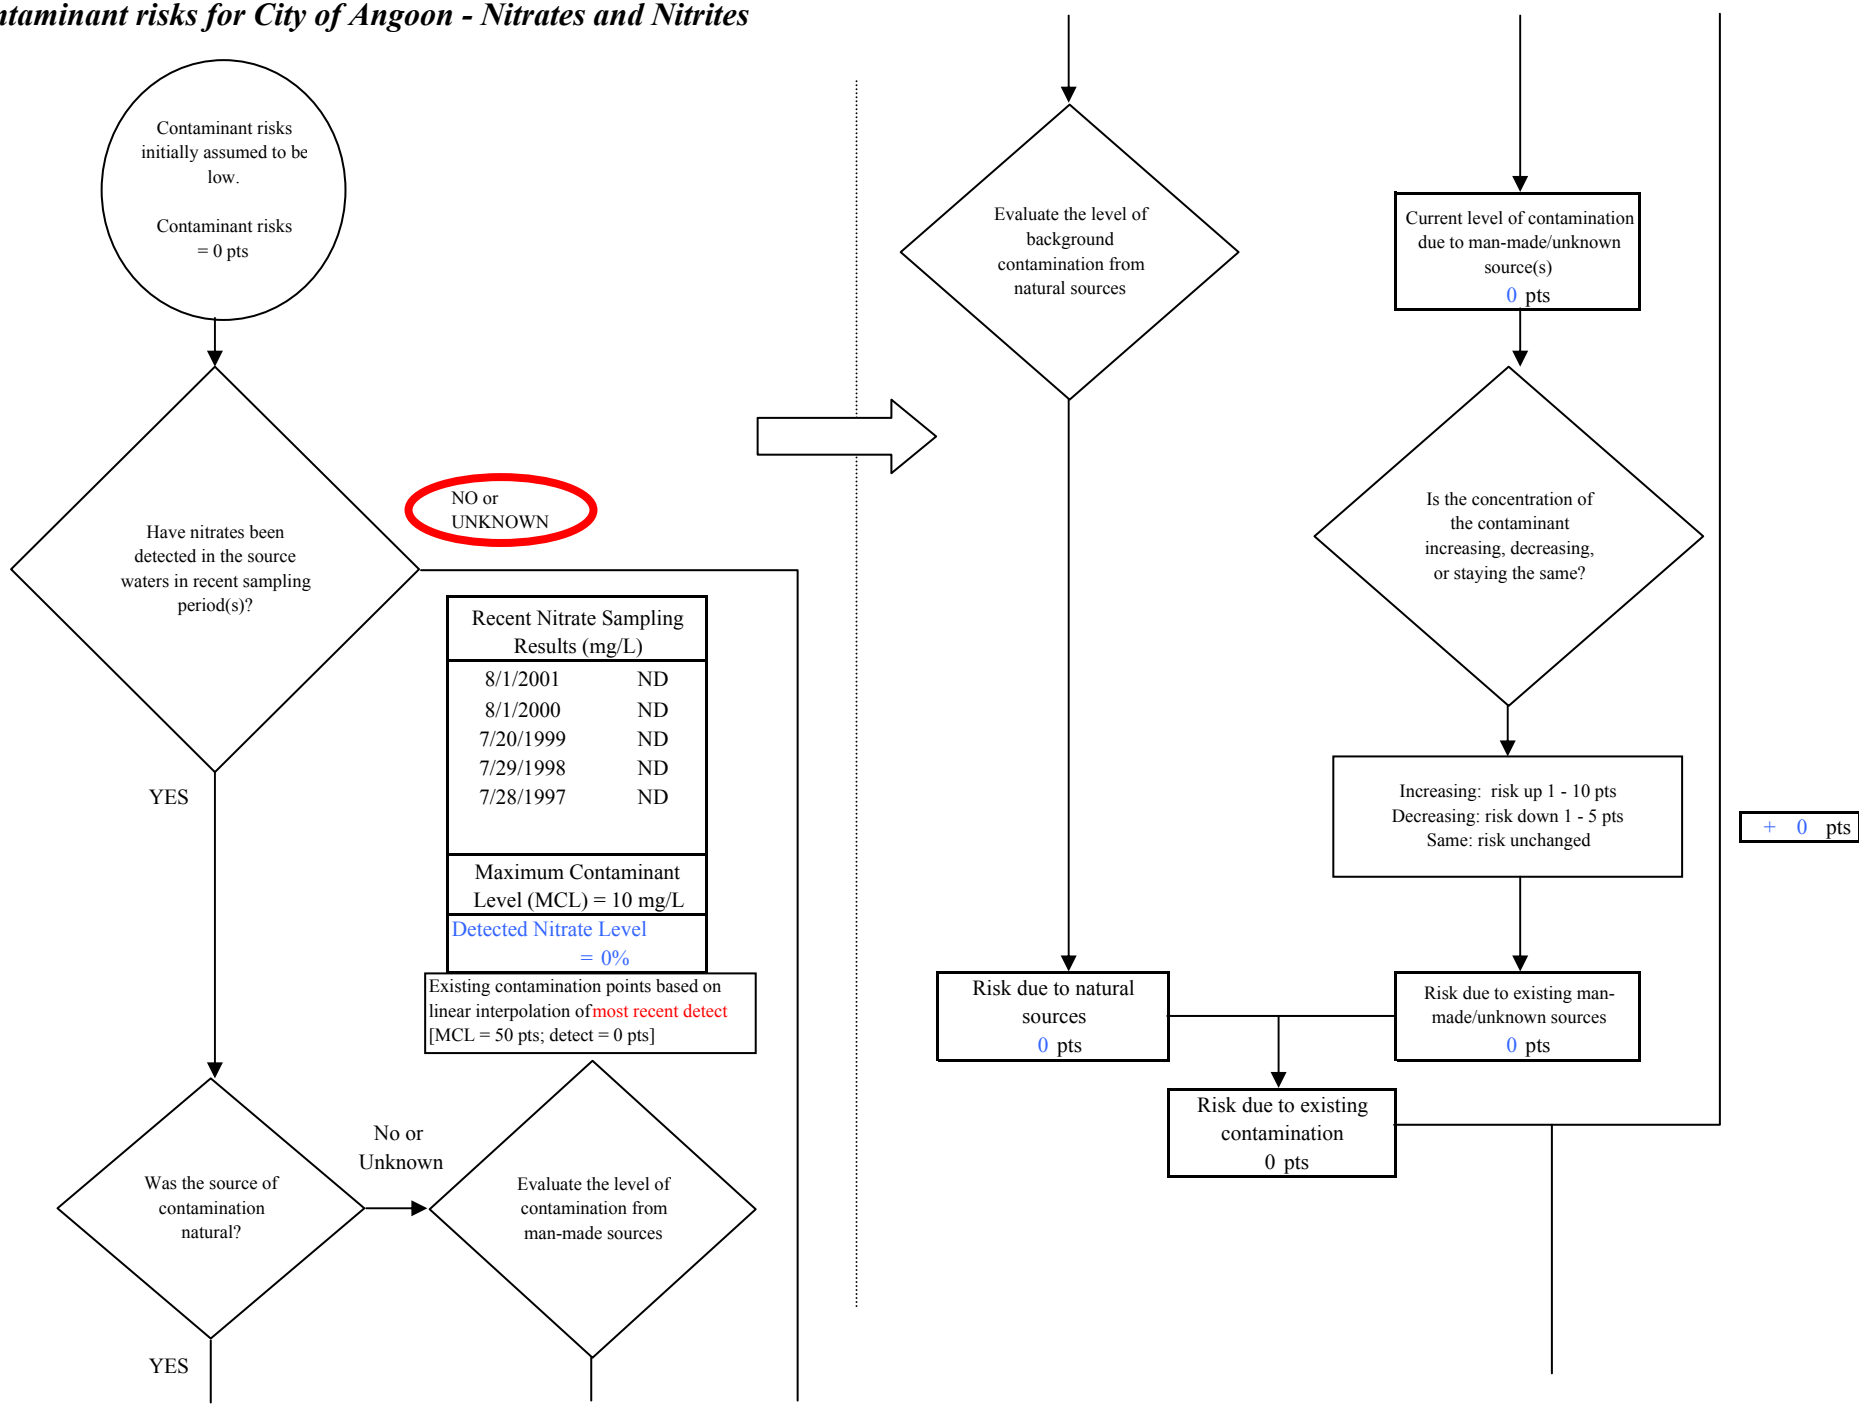 ntaminant risks for City of Angoon - Nitrates and Nitrites
Contaminant risks
initially assumed to be
low.
Contaminant risks
= 0 pts
Have nitrates been
detected in the source
waters in recent sampling
period(s)?
NO or
UNKNOWN
YES
Recent Nitrate Sampling
Results (mg/L)
8/1/2001 ND
8/1/2000 ND
7/20/1999 ND
7/29/1998 ND
7/28/1997 ND
Maximum Contaminant
Level (MCL) = 10 mg/L
Detected Nitrate Level
= 0%
Existing contamination points based on
linear interpolation of most recent detect
[MCL = 50 pts; detect = 0 pts]
Was the source of
contamination
natural?
No or
Unknown
Evaluate the level of
contamination from
man-made sources
YES
Evaluate the level of
background
contamination from
natural sources
Current level of contamination
due to man-made/unknown
source(s)
0 pts
Is the concentration of
the contaminant
increasing, decreasing,
or staying the same?
Increasing: risk up 1 - 10 pts
Decreasing: risk down 1 - 5 pts
Same: risk unchanged
+ 0 pts
Risk due to natural
sources
0 pts
Risk due to existing man-
made/unknown sources
0 pts
Risk due to existing
contamination
0 pts